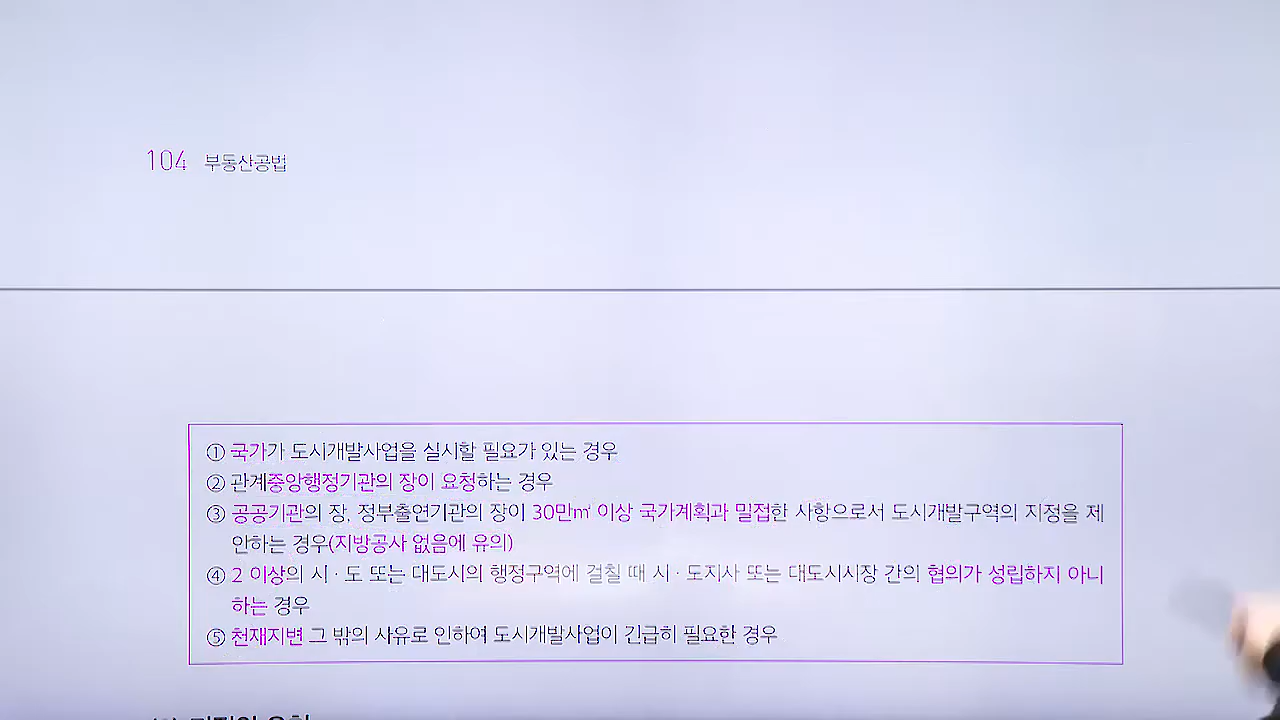 104 부동산공법
① 국가가 도시개발사업을 실시할 필요가 있는 경우
② 관계중앙행정기관의 장이 요청하는 경우
③ 공공기관의 장, 정부출연기관의 장이 30만㎡ 이상 국가계획과 밀접한 사항으로서 도시개발구역의 지정을 제
안하는 경우(지방공사 없음에 유의)
④ 2 이상의 시·도 또는 대도시의 행정구역에 걸칠 때 시·도지사 또는 대도시시장 간의 협의가 성립하지 아니
하는 경우
⑤ 천재지변 그 밖의 사유로 인하여 도시개발사업이 긴급히 필요한 경우